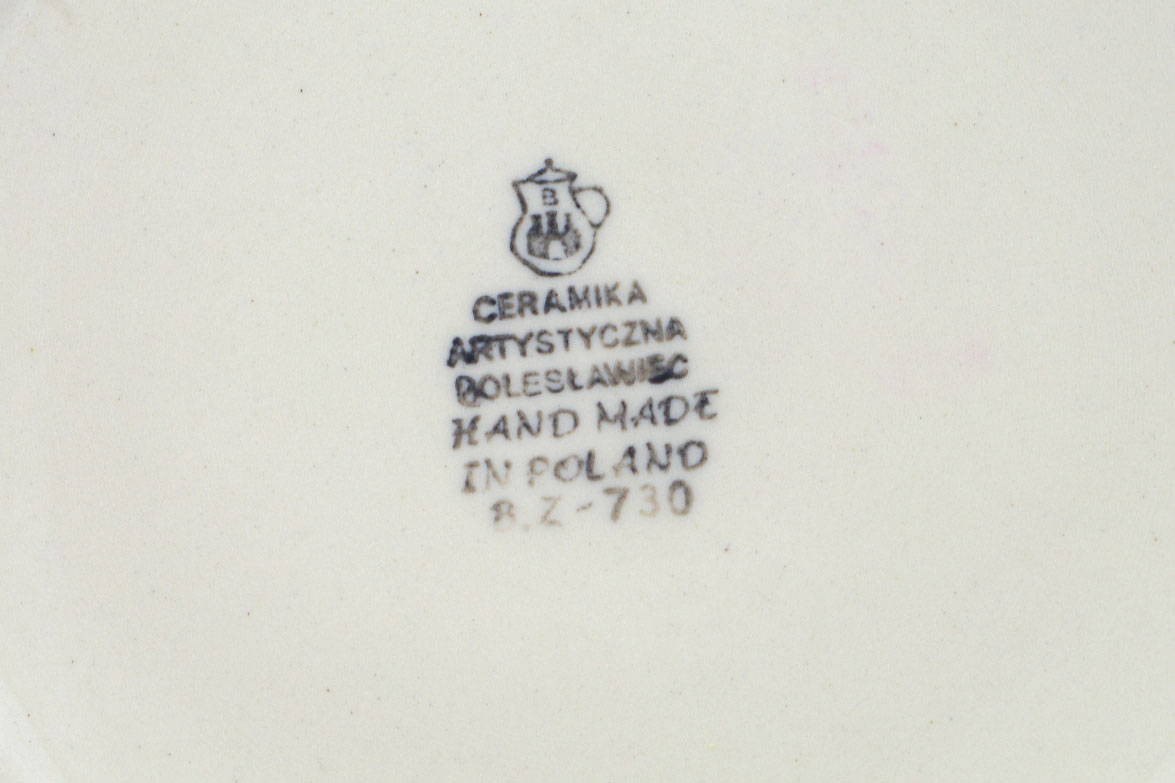 B
CERAMIKA
ARTYSTYCZNA
BOLESŁAWIEC
HAND MADE
IN POLAND
B.Z-730